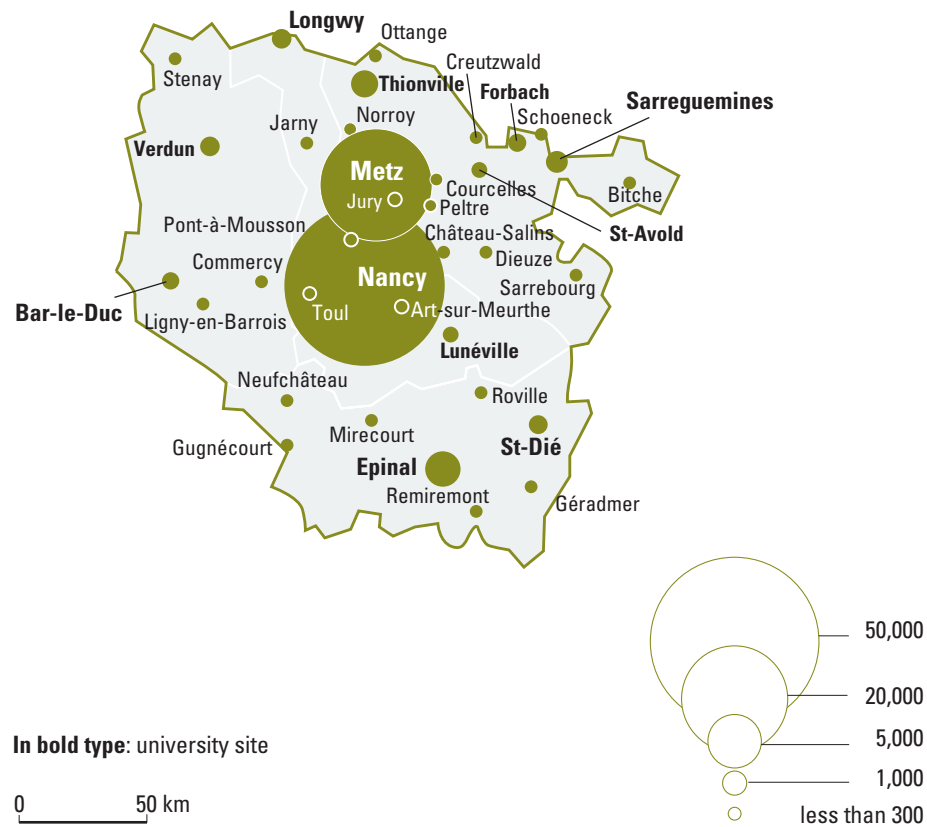 Longwy
Ottange
Stenay
Creutzwald
Thionville
Forbach
Schoeneck
Sarreguemines
Jarny
Norroy
Verdun
Metz
Courcelles
Bitche
Jury
Peltre
Pont-à-Mousson
Château-Salins
St-Avold
Commercy
Nancy
Dieuze
Sarrebourg
Bar-le-Duc
Ligny-en-Barrois
Toul
Art-sur-Meurthe
Lunéville
Neufchâteau
Roville
Gugnécourt
Mirecourt
St-Dié
Epinal
Remiremont
Géradmer
50,000
20,000
5,000
1,000
less than 300
In bold type: university site
0 50 km